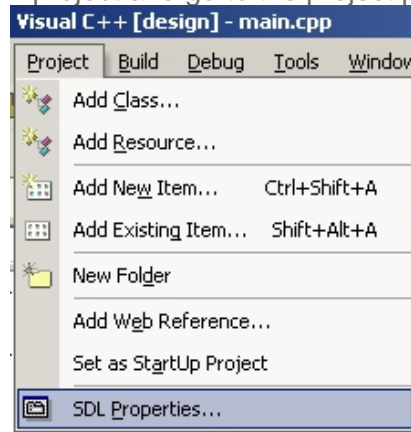 Visual C++ [design] - main.cpp
Project Build Debug Tools Window
Add Class...
Add Resource...
Add New Item... Ctrl+Shift+A
Add Existing Item... Shift+Alt+A
New Folder
Add Web Reference...
Set as StartUp Project
SDL Properties...